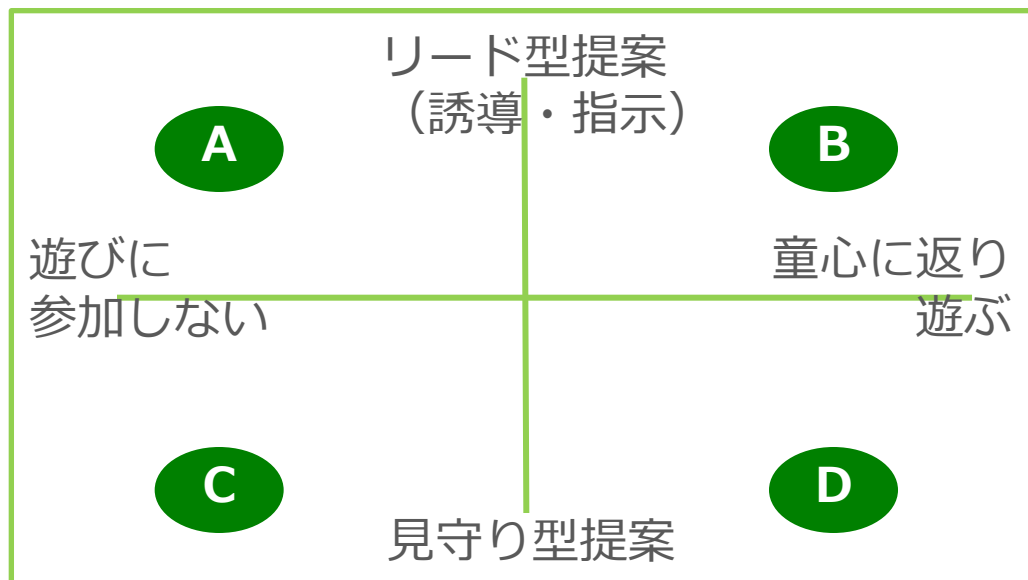 リード型提案
（誘導・指示）
A
B
遊びに
参加しない
童心に返り
遊ぶ
C
D
見守り型提案